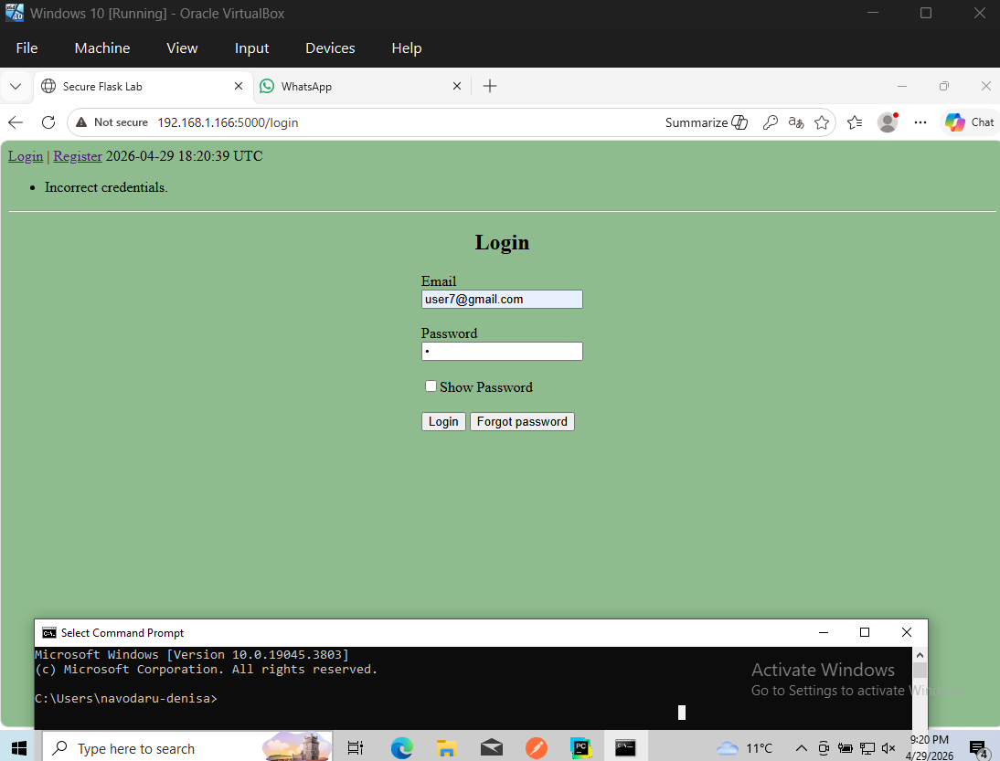 Windows 10 [Running] - Oracle VirtualBox
File Machine View Input Devices Help
Secure Flask Lab WhatsApp
Not secure 192.168.1.166:5000/login Summarize Chat
Login | Register 2026-04-29 18:20:39 UTC
Incorrect credentials.
Login
Email
user7@gmail.com
Password
Show Password
Login Forgot password
Select Command Prompt
Microsoft Windows [Version 10.0.19045.3803]
(c) Microsoft Corporation. All rights reserved.
C:\Users\navodaru-denisa>
Activate Windows
Go to Settings to activate Windows.
Type here to search
PC
11°C
9:20 PM
4/29/2026
4